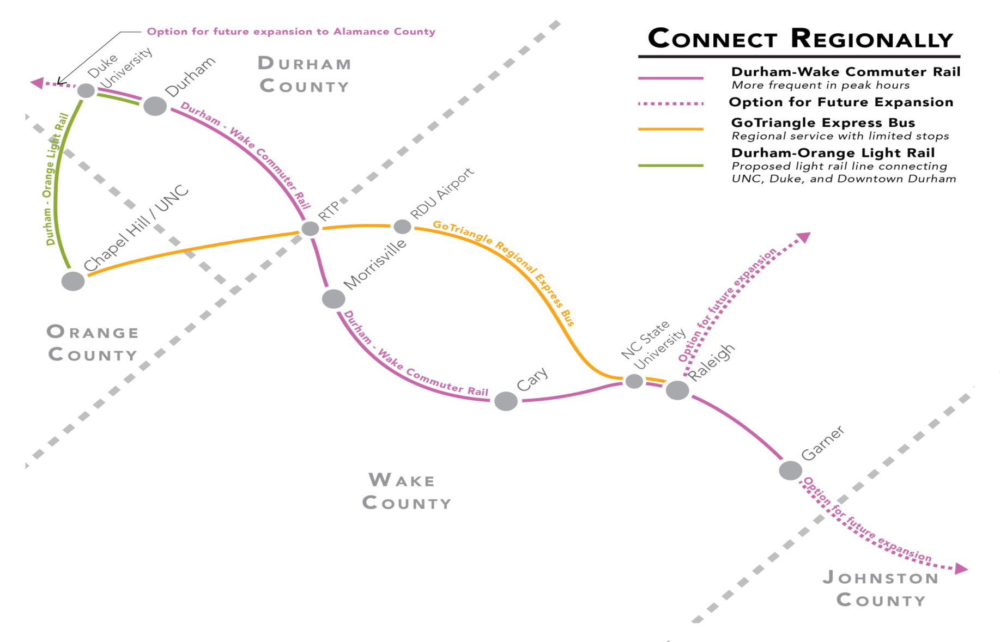 Option for future expansion to Alamance County
CONNECT REGIONALLY
Durham-Wake Commuter Rail
More frequent in peak hours
Option for Future Expansion
GoTriangle Express Bus
Regional service with limited stops
Durham-Orange Light Rail
Proposed light rail line connecting
UNC, Duke, and Downtown Durham
Duke
University
Durham
DURHAM
COUNTY
Durham - Wake Commuter Rail
Durham - Orange Light Rail
Chapel Hill / UNC
RTP
RDU Airport
GoTriangle Regional Express Bus
Morrisville
Durham - Wake Commuter Rail
Cary
NC State
University
Raleigh
Option for future expansion
ORANGE
COUNTY
Garner
Option for future expansion
WAKE
COUNTY
JOHNSTON
COUNTY